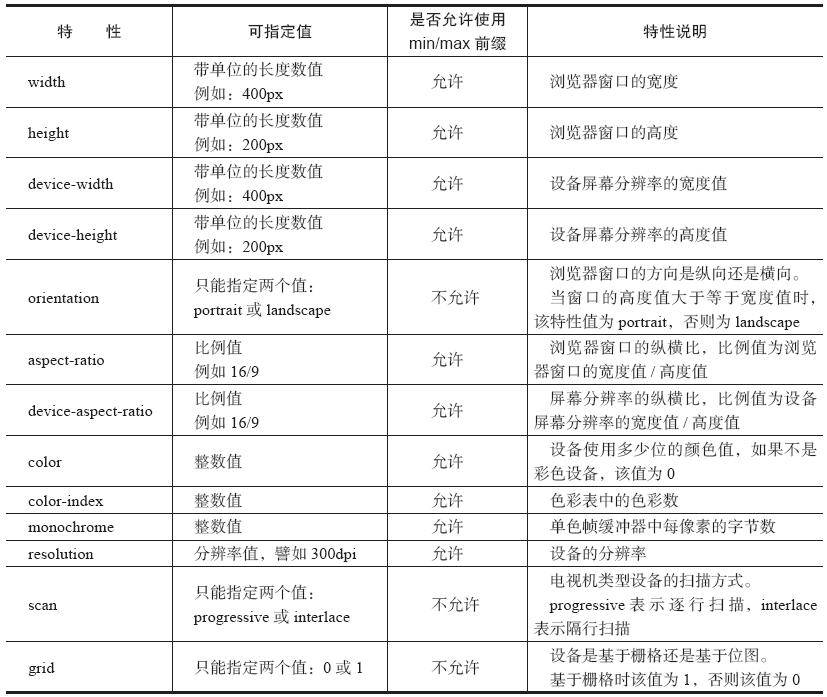 特 性 可指定值 是否允许使用 特性说明
min/max 前缀
width 带单位的长度数值 允许 浏览器窗口的宽度
例如：400px
height 带单位的长度数值 允许 浏览器窗口的高度
例如：200px
device-width 带单位的长度数值 允许 设备屏幕分辨率的宽度值
例如：400px
device-height 带单位的长度数值 允许 设备屏幕分辨率的高度值
例如：200px
orientation 只能指定两个值： 不允许 浏览器窗口的方向是纵向还是横向。
portrait 或 landscape 当窗口的高度值大于等于宽度值时，
该特性值为 portrait，否则为 landscape
aspect-ratio 比例值 允许 浏览器窗口的纵横比，比例值为浏览
例如 16/9 器窗口的宽度值 / 高度值
device-aspect-ratio 比例值 允许 屏幕分辨率的纵横比，比例值为设备
例如 16/9 屏幕分辨率的宽度值 / 高度值
color 整数值 允许 设备使用多少位的颜色值，如果不是
彩色设备，该值为 0
color-index 整数值 允许 色彩表中的色彩数
monochrome 整数值 允许 单色帧缓冲器中每像素的字节数
resolution 分辨率值，譬如 300dpi 允许 设备的分辨率
scan 只能指定两个值： 不允许 电视机类型设备的扫描方式。
progressive 或 interlace progressive 表示逐行扫描，interlace
表示隔行扫描
grid 只能指定两个值：0 或 1 不允许 设备是基于栅格还是基于位图。
基于栅格时该值为 1，否则该值为 0